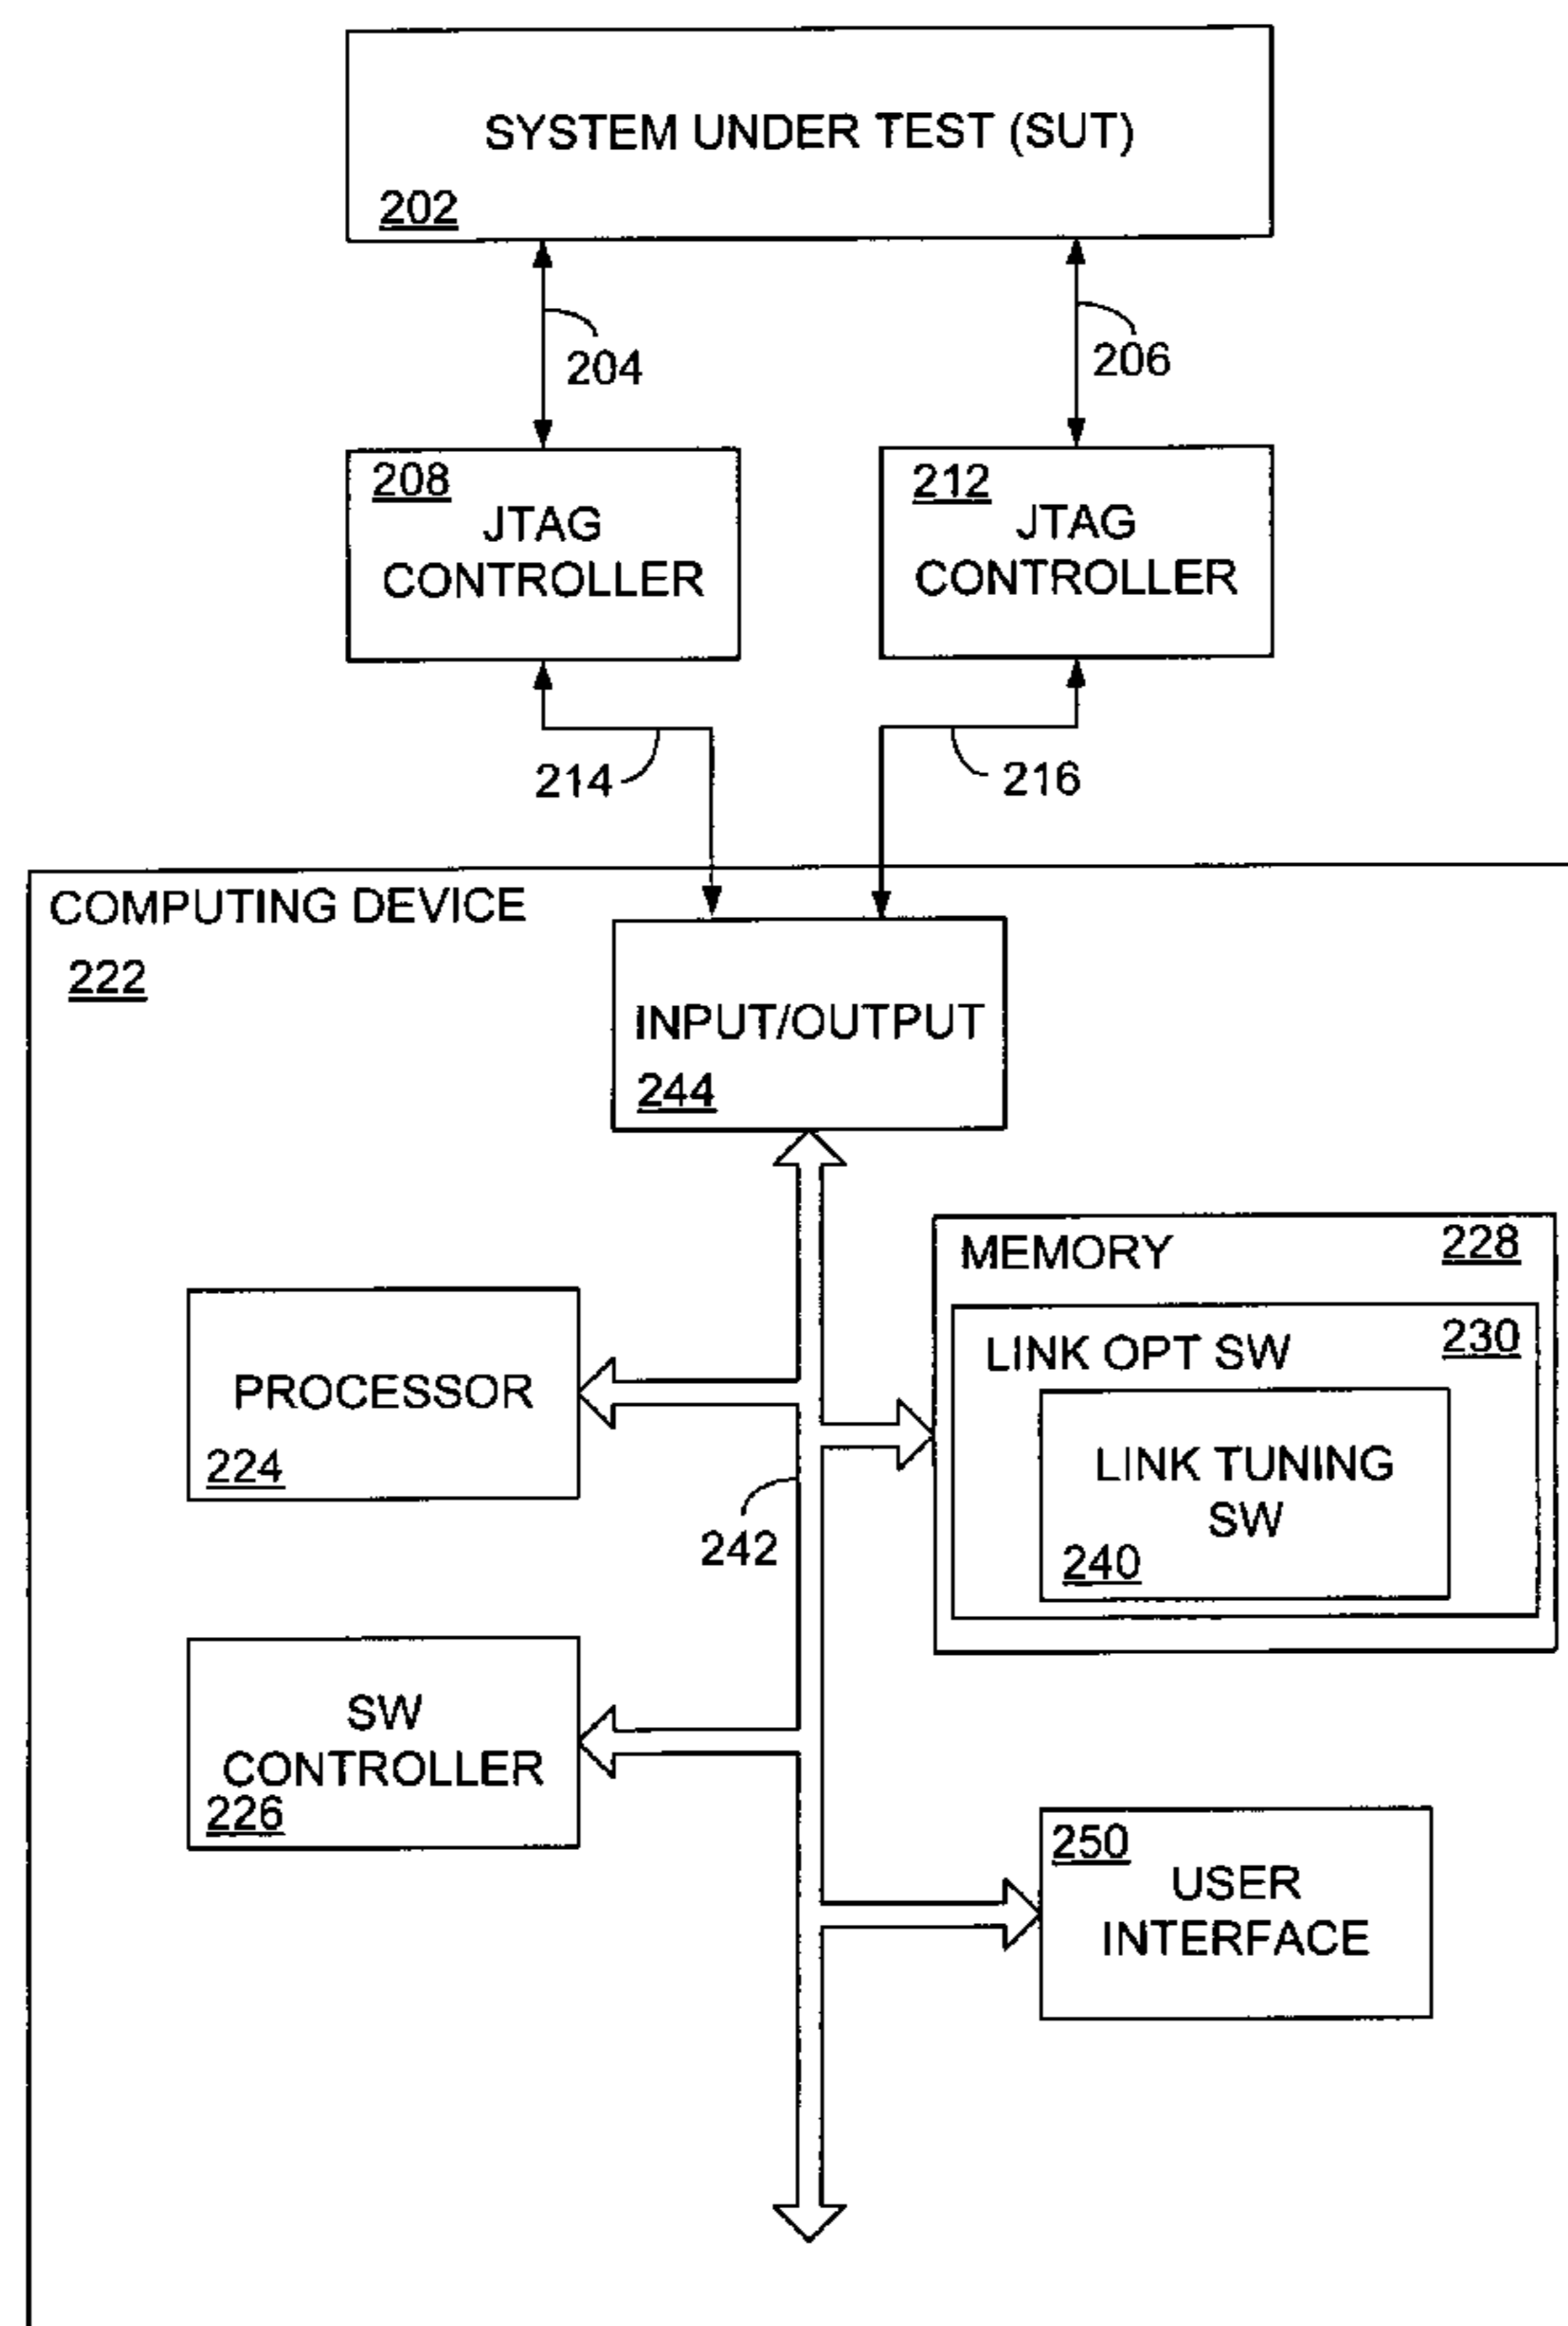 SYSTEM UNDER TEST (SUT)
202
204
206
208
JTAG
CONTROLLER
212
JTAG
CONTROLLER
214
216
COMPUTING DEVICE
222
INPUT/OUTPUT
244
MEMORY
228
LINK OPT SW
230
LINK TUNING
SW
240
PROCESSOR
224
242
SW
CONTROLLER
226
250
USER
INTERFACE